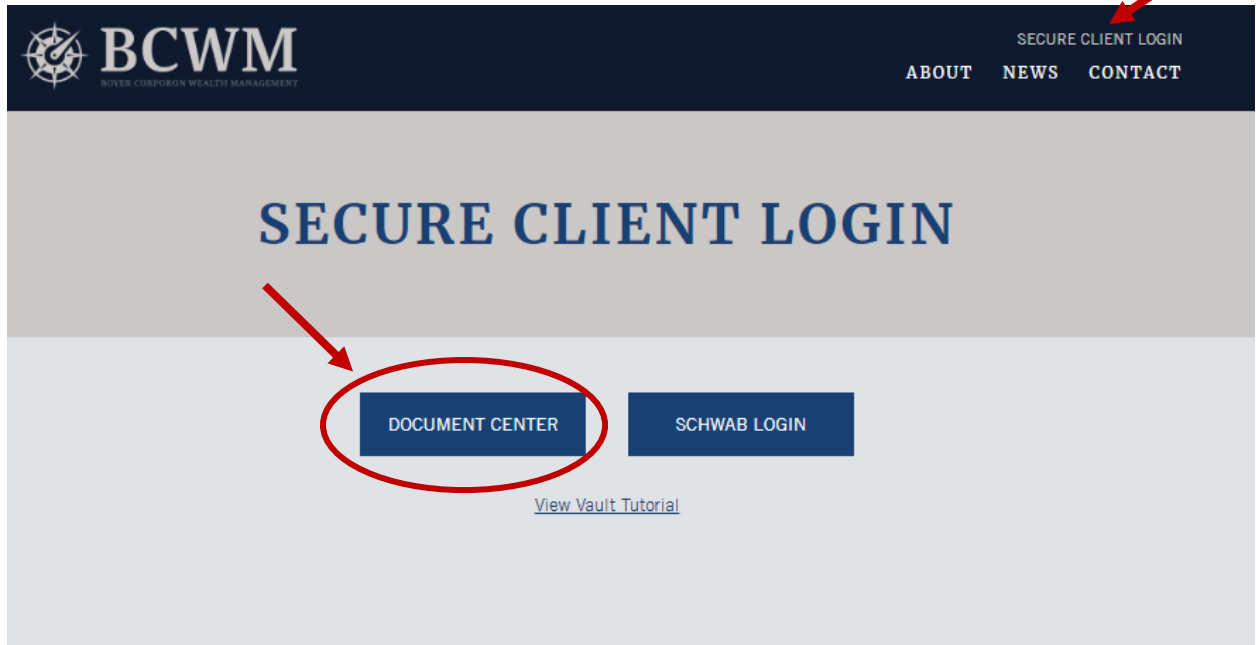 BCWM
BOYER CORPORON WEALTH MANAGEMENT
SECURE CLIENT LOGIN
ABOUT NEWS CONTACT
SECURE CLIENT LOGIN
DOCUMENT CENTER
SCHWAB LOGIN
View Vault Tutorial